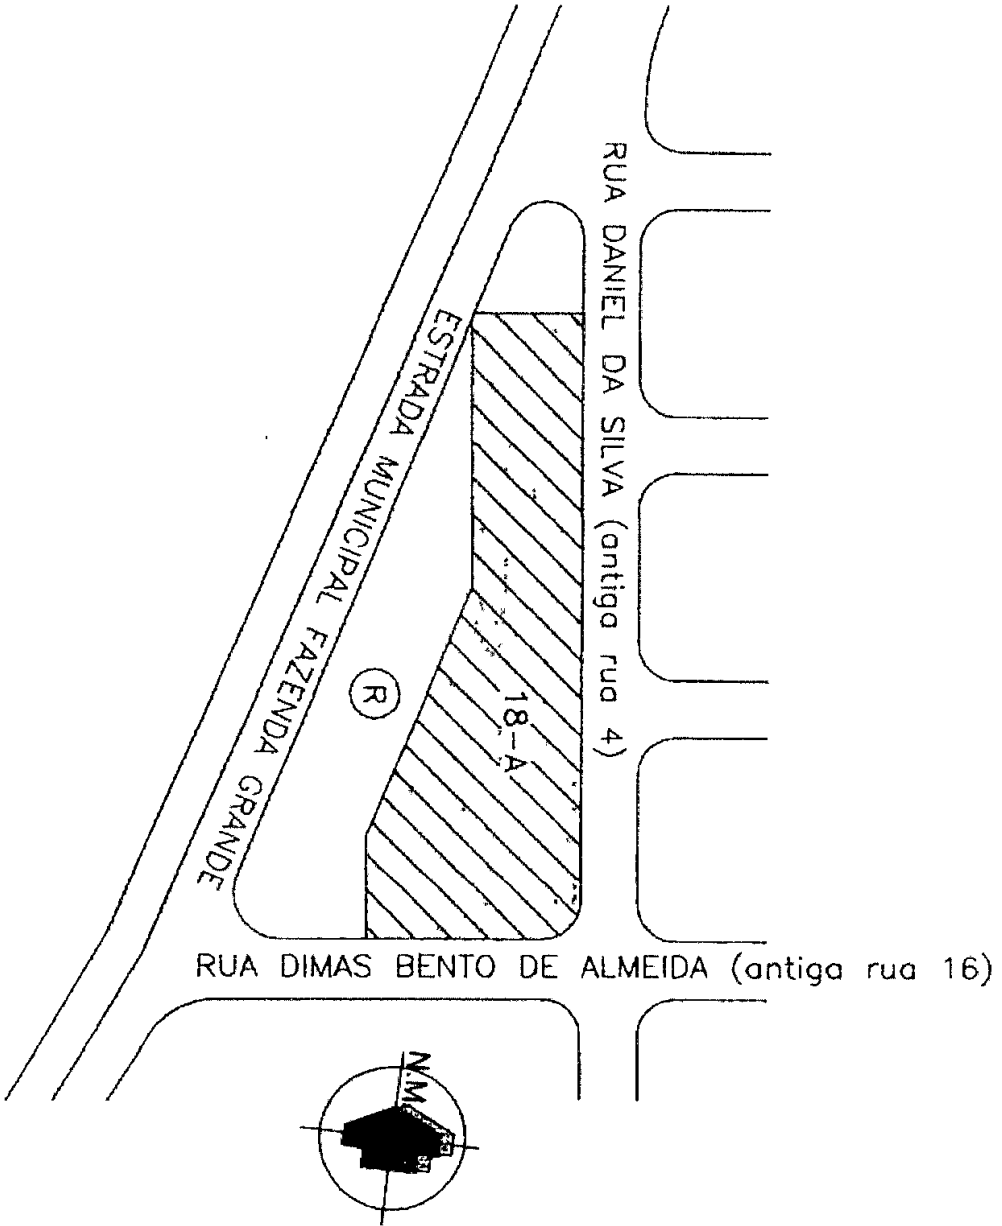 RUA DANIEL DA SILVA (antiga rua 4)
ESTRADA MUNICIPAL FAZENDA GRANDE
R
18-A
RUA DIMAS BENTO DE ALMEIDA (antiga rua 16)
N.M.